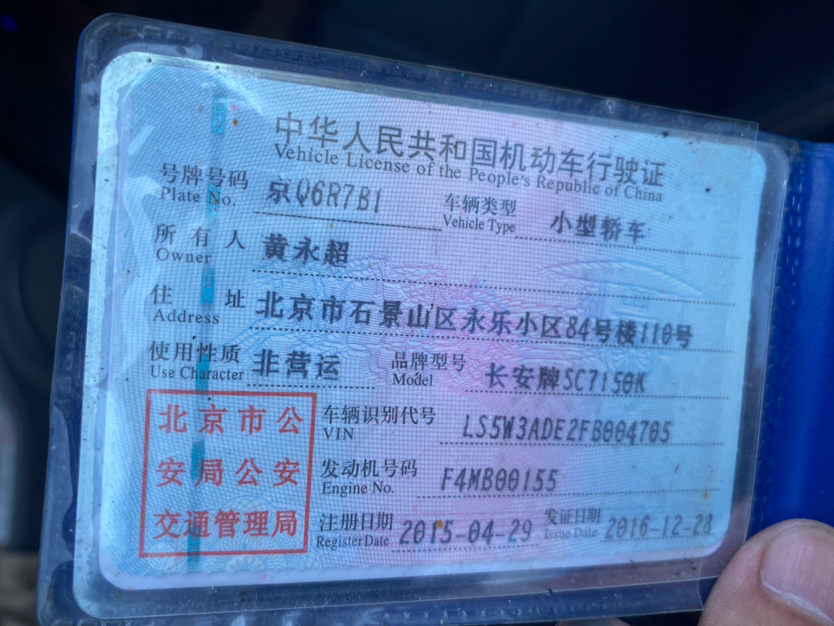 中华人民共和国机动车行驶证
Vehicle License of the People's Republic of China
号牌号码 京Q6R7B1 车辆类型 小型轿车
Plate No. Vehicle Type
所有人 黄永超
Owner
住址 北京市石景山区永乐小区84号楼110号
Address
使用性质 非营运 品牌型号 长安牌SC7150K
Use Character Model
北京市公 车辆识别代号 LS5W3ADE2FB004705
VIN
安局公安 发动机号码 F4MB00155
Engine No.
交通管理局 注册日期 2015-04-29 发证日期 2016-12-28
Register Date Issue Date